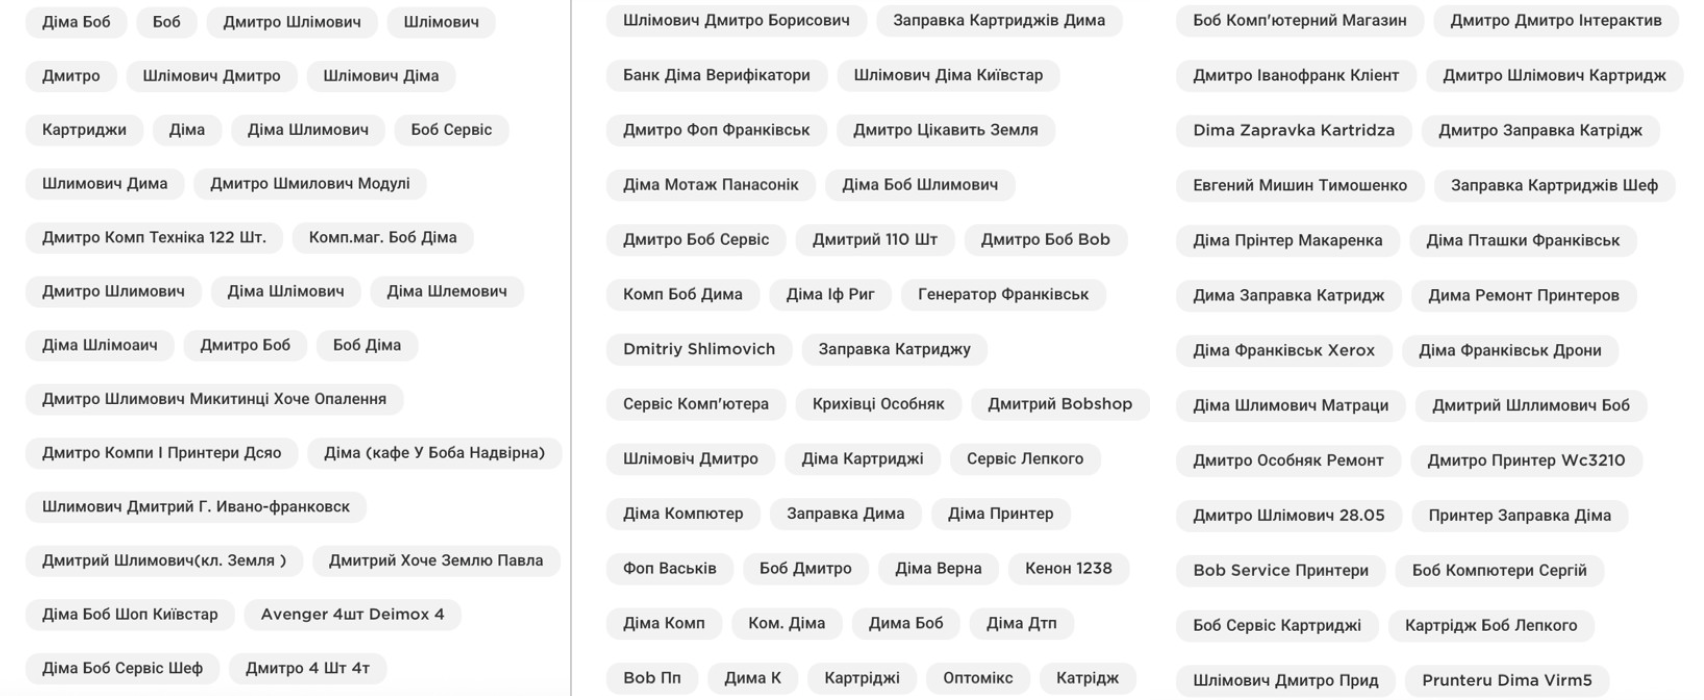 Діма Боб Боб Дмитро Шлімович Шлімович
Дмитро Шлімович Дмитро Шлімович Діма
Картриджи Діма Діма Шлимович Боб Сервіс
Шлимович Дима Дмитро Шмилович Модулі
Дмитро Комп Техніка 122 Шт. Комп.маг. Боб Діма
Дмитро Шлимович Діма Шлімович Діма Шлемович
Діма Шлімоаич Дмитро Боб Боб Діма
Дмитро Шлимович Микитинці Хоче Опалення
Дмитро Компи І Принтери Дсяо Діма (кафе У Боба Надвірна)
Шлимович Дмитрий Г. Ивано-франковск
Дмитрий Шлимович(кл. Земля ) Дмитрий Хоче Землю Павла
Діма Боб Шоп Київстар Avenger 4шт Deimox 4
Діма Боб Сервіс Шеф Дмитро 4 Шт 4т
Шлімович Дмитро Борисович Заправка Картриджів Дима
Банк Діма Верифікатори Шлімович Діма Київстар
Дмитро Фоп Франківськ Дмитро Цікавить Земля
Діма Мотаж Панасонік Діма Боб Шлимович
Дмитро Боб Сервіс Дмитрий 110 Шт Дмитро Боб Bob
Комп Боб Дима Діма Іф Риг Генератор Франківськ
Dmitriy Shlimovich Заправка Катриджу
Сервіс Комп'ютера Крихівці Особняк Дмитрий Bobshop
Шлімовіч Дмитро Діма Картриджі Сервіс Лепкого
Діма Компютер Заправка Дима Діма Принтер
Фоп Васьків Боб Дмитро Діма Верна Кенон 1238
Діма Комп Ком. Діма Дима Боб Діма Дтп
Bob Пп Дима К Картріджі Оптомікс Катрідж
Боб Комп'ютерний Магазин Дмитро Дмитро Інтерактив
Дмитро Іванофранк Кліент Дмитро Шлімович Картридж
Dima Zapravka Kartridza Дмитро Заправка Катрідж
Евгений Мишин Тимошенко Заправка Картриджів Шеф
Діма Прінтер Макаренка Діма Пташки Франківськ
Дима Заправка Катридж Дима Ремонт Принтеров
Діма Франківськ Xerox Діма Франківськ Дрони
Діма Шлимович Матраци Дмитрий Шллимович Боб
Дмитро Особняк Ремонт Дмитро Принтер Wc3210
Дмитро Шлімович 28.05 Принтер Заправка Діма
Bob Service Принтери Боб Компютери Сергій
Боб Сервіс Картриджі Картрідж Боб Лепкого
Шлімович Дмитро Прид Prunteru Dima Virm5